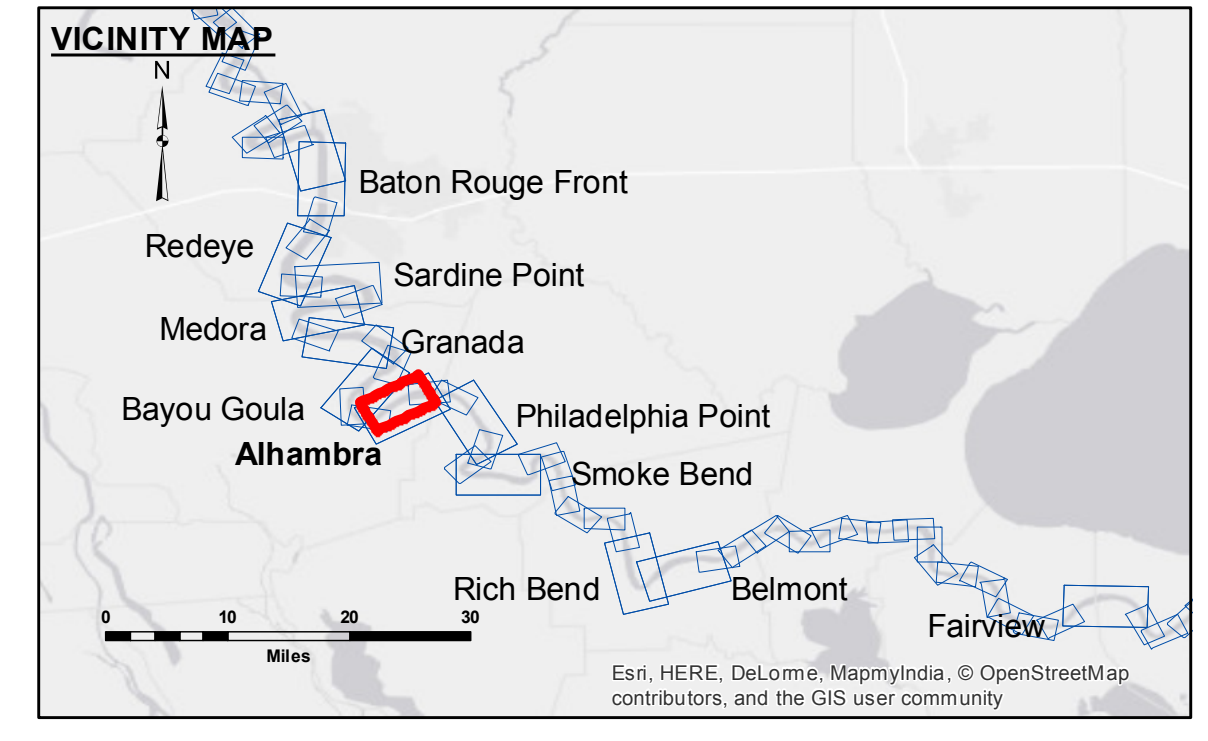 VICINITY MAP
N
Baton Rouge Front
Redeye
Sardine Point
Medora
Granada
Bayou Goula
Philadelphia Point
Alhambra
Smoke Bend
Rich Bend
Belmont
Fairview
0 10 20 30
Miles
Esri, HERE, DeLorme, MapmyIndia, © OpenStreetMap
contributors, and the GIS user community